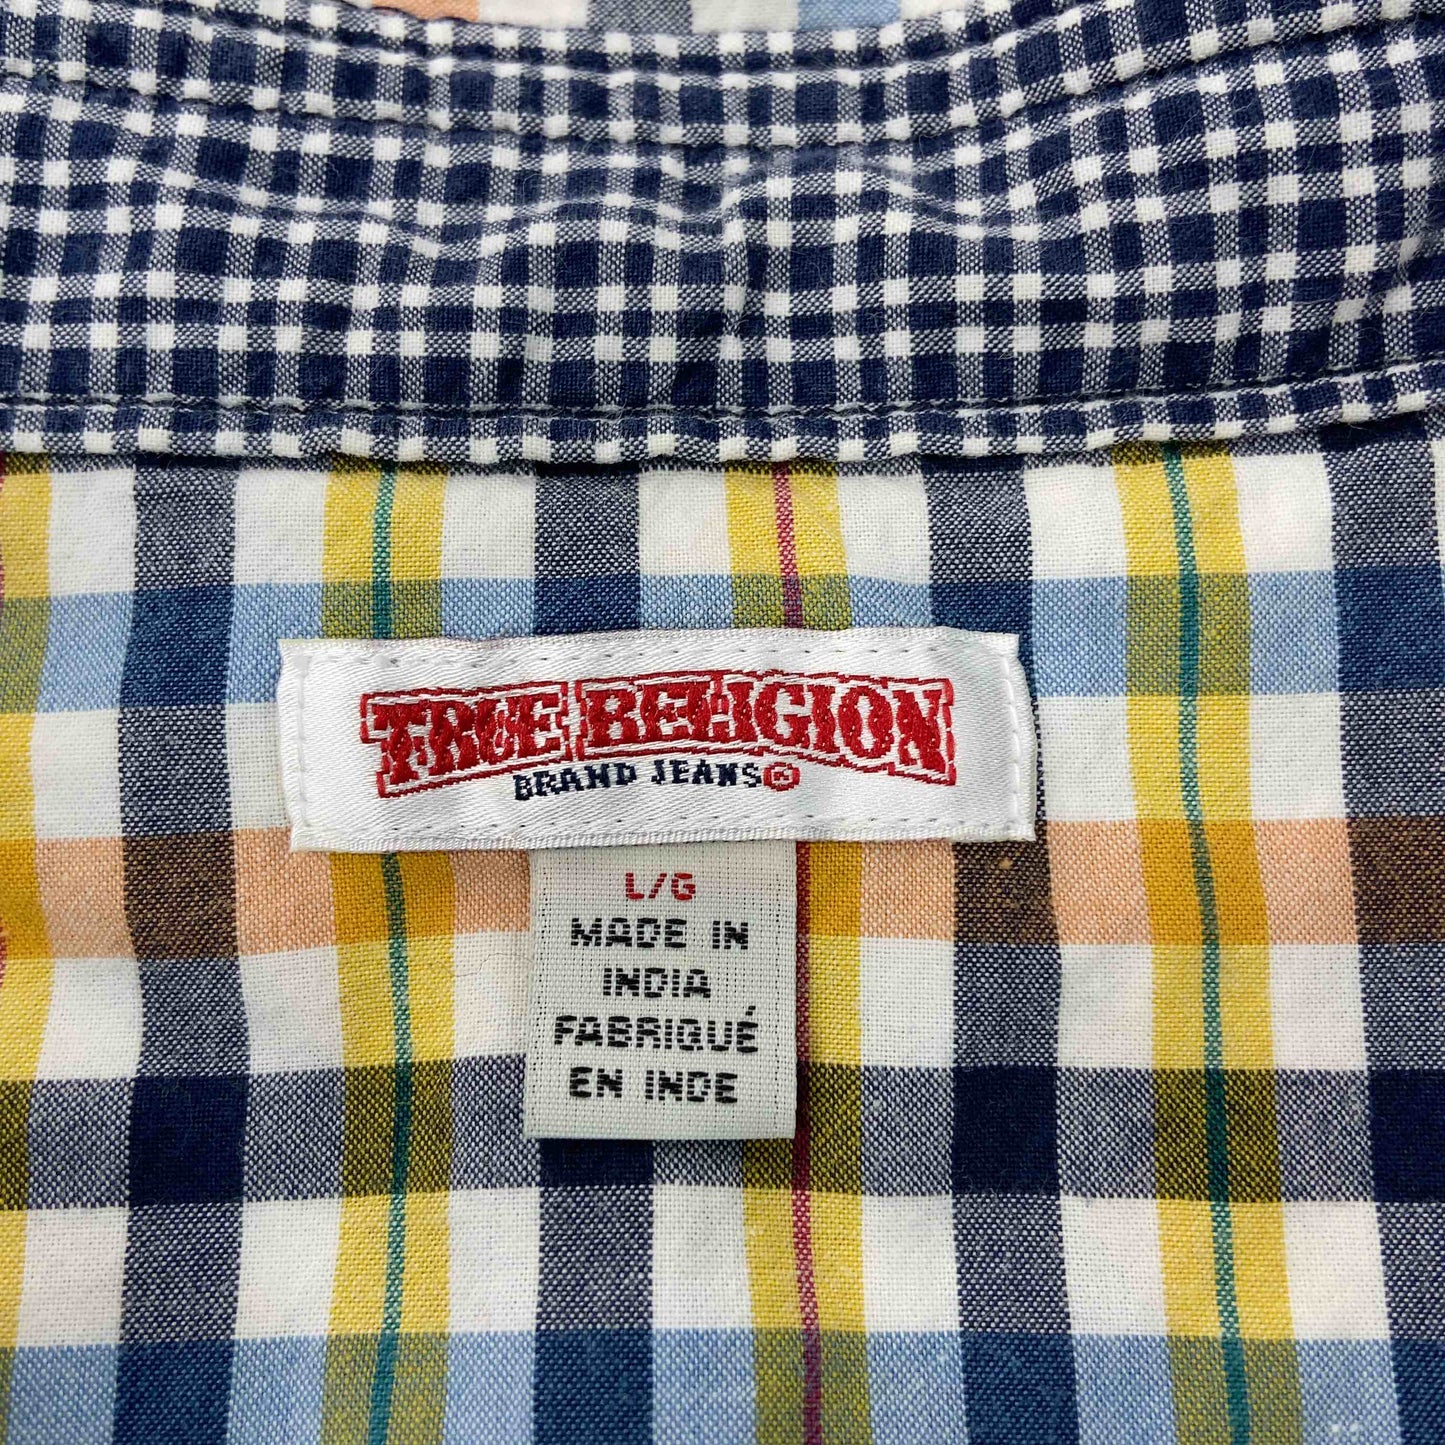 TRUE RELIGION
BRAND JEANS®
L/G
MADE IN
INDIA
FABRIQUÉ
EN INDE